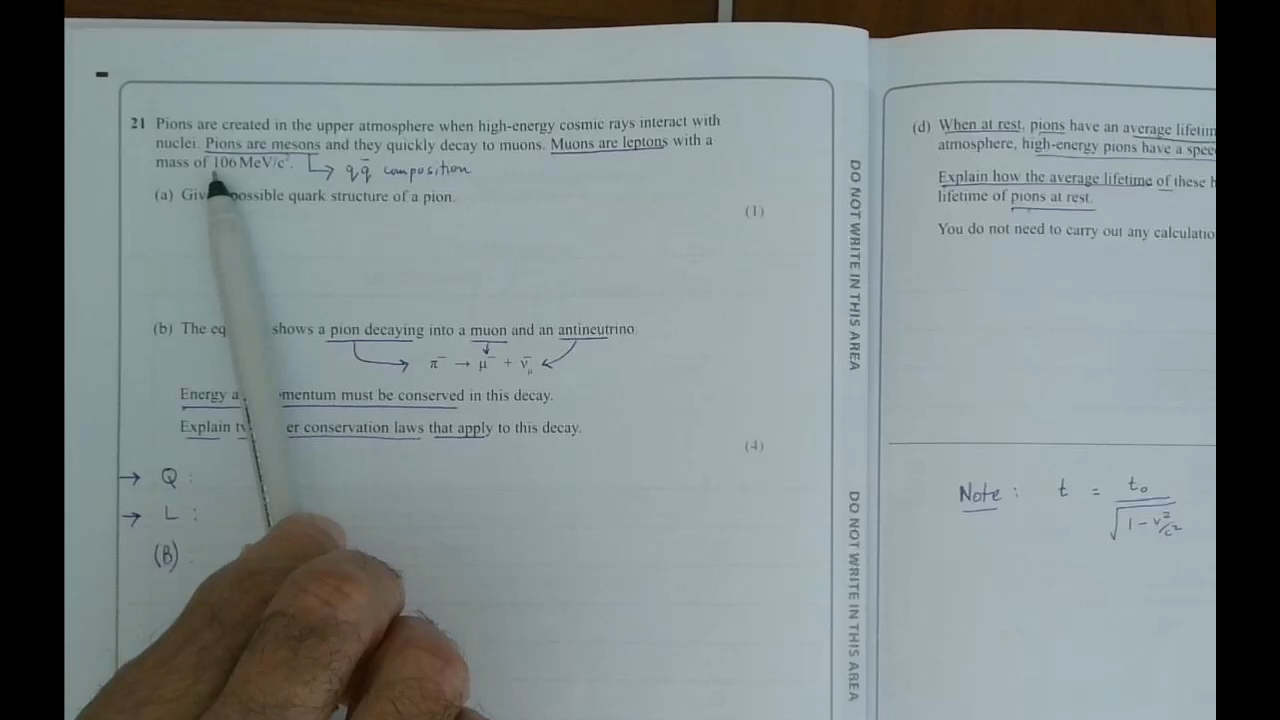 21 Pions are created in the upper atmosphere when high-energy cosmic rays interact with
nuclei. Pions are mesons and they quickly decay to muons. Muons are leptons with a
mass of 106 MeV/c².
→ qq̄ composition
(a) Giv possible quark structure of a pion.
(1)
(b) The eq shows a pion decaying into a muon and an antineutrino.
π⁻ → μ⁻ + ν̄μ
Energy a mentum must be conserved in this decay.
Explain er conservation laws that apply to this decay.
(4)
→ Q :
→ L :
(B)
DO NOT WRITE IN THIS AREA
DO NOT WRITE IN THIS AREA
(d) When at rest, pions have an average lifetim
atmosphere, high-energy pions have a spee
Explain how the average lifetime of these h
lifetime of pions at rest.
You do not need to carry out any calculatio
Note : t = t₀ / √(1 − v²/c²)